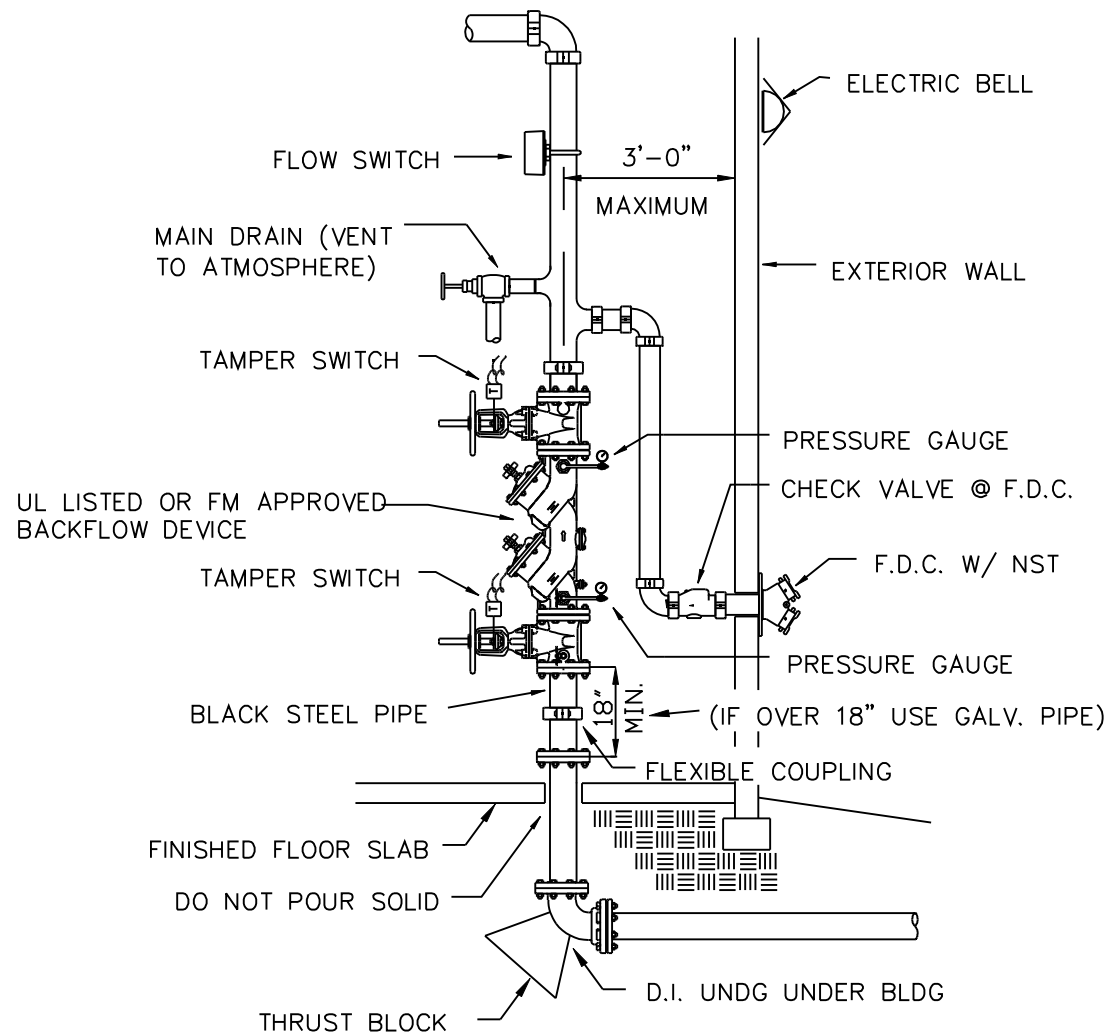 ELECTRIC BELL
FLOW SWITCH
3'-0"
MAXIMUM
MAIN DRAIN (VENT
TO ATMOSPHERE)
EXTERIOR WALL
TAMPER SWITCH
T
PRESSURE GAUGE
CHECK VALVE @ F.D.C.
UL LISTED OR FM APPROVED
BACKFLOW DEVICE
F.D.C. W/ NST
TAMPER SWITCH
T
PRESSURE GAUGE
BLACK STEEL PIPE
18"
MIN.
(IF OVER 18" USE GALV. PIPE)
FLEXIBLE COUPLING
FINISHED FLOOR SLAB
DO NOT POUR SOLID
D.I. UNDG UNDER BLDG
THRUST BLOCK